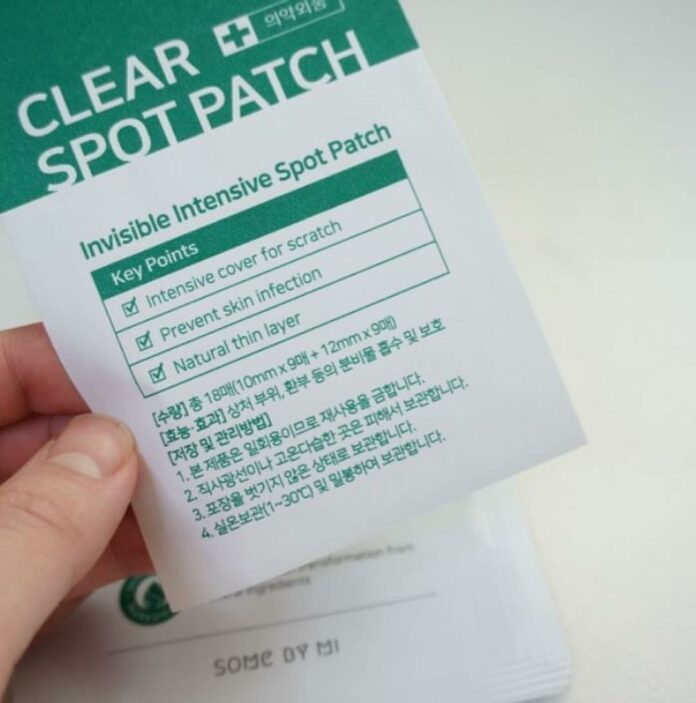 의약외품
CLEAR
SPOT PATCH
Invisible Intensive Spot Patch
Key Points
Intensive cover for scratch
Prevent skin infection
Natural thin layer
[수량] 총 18매(10mm x 9매 + 12mm x 9매)
[효능·효과] 상처 부위, 환부 등의 분비물 흡수 및 보호
[저장 및 관리방법]
1. 본 제품은 일회용이므로 재사용을 금합니다.
2. 직사광선이나 고온다습한 곳은 피해서 보관합니다.
3. 포장을 벗기지 않은 상태로 보관합니다.
4. 실온보관(1~30℃) 및 밀봉하여 보관합니다.
transformation from
ingredients
SOME BY MI